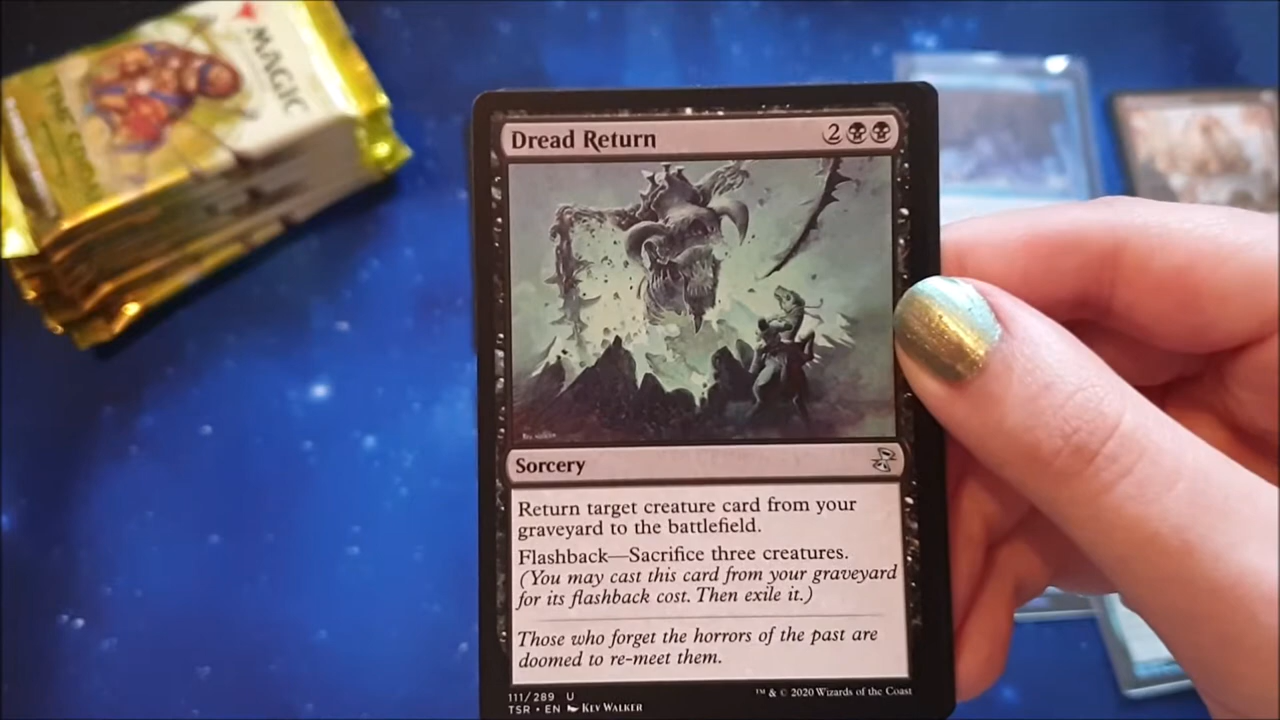 MAGIC
Dread Return
2
Sorcery
Return target creature card from your
graveyard to the battlefield.
Flashback—Sacrifice three creatures.
(You may cast this card from your graveyard
for its flashback cost. Then exile it.)
Those who forget the horrors of the past are
doomed to re-meet them.
111/289 U
™ & © 2020 Wizards of the Coast
TSR • EN Kev Walker